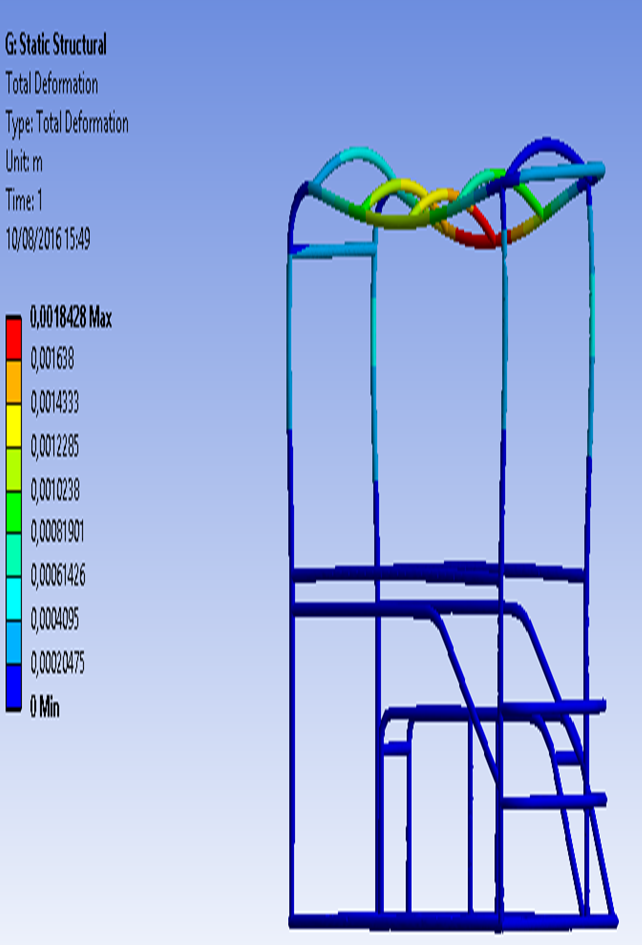 G: Static Structural
Total Deformation
Type: Total Deformation
Unit: m
Time: 1
10/08/2016 15:49
0,0018428 Max
0,001638
0,0014333
0,0012285
0,0010238
0,00081901
0,00061426
0,0004095
0,00020475
0 Min